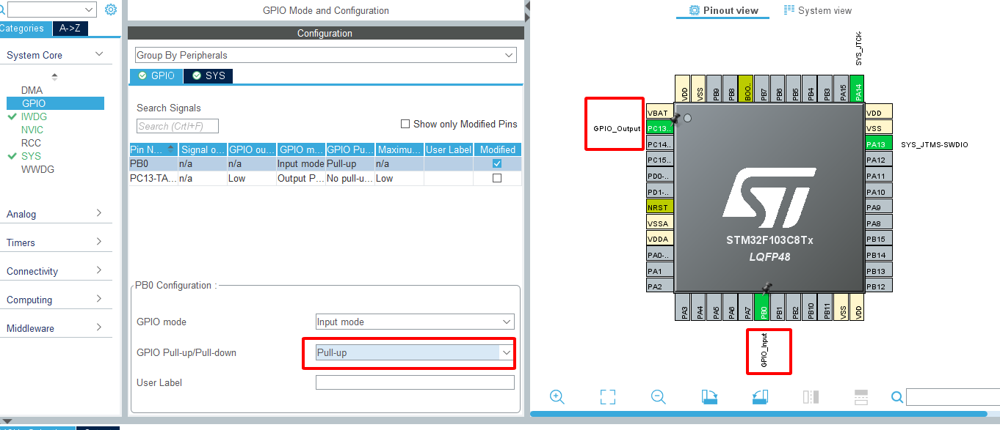 GPIO Mode and Configuration
Configuration
Categories
A->Z
System Core
DMA
GPIO
IWDG
NVIC
RCC
SYS
WWDG
Analog
Timers
Connectivity
Computing
Middleware
Group By Peripherals
GPIO
SYS
Search Signals
Search (Crtl+F)
Show only Modified Pins
Pin N... Signal o... GPIO ou... GPIO m... GPIO Pu... Maximu... User Label Modified
PB0 n/a n/a Input mode Pull-up n/a
PC13-TA... n/a Low Output P... No pull-u... Low
PB0 Configuration :
GPIO mode
Input mode
GPIO Pull-up/Pull-down
Pull-up
User Label
Pinout view
System view
SYS_JTCK-
VDD
VSS
PB9
PB8
BOO..
PB7
PB6
PB5
PB4
PB3
PA15
PA14
GPIO_Output
VBAT
PC13..
PC14..
PC15..
PD0-..
PD1-..
NRST
VSSA
VDDA
PA0-..
PA1
PA2
STM32F103C8Tx
LQFP48
VDD
VSS
PA13
SYS_JTMS-SWDIO
PA12
PA11
PA10
PA9
PA8
PB15
PB14
PB13
PB12
PA3
PA4
PA5
PA6
PA7
PB0
PB1
PB2
PB10
PB11
VSS
VDD
GPIO_Input